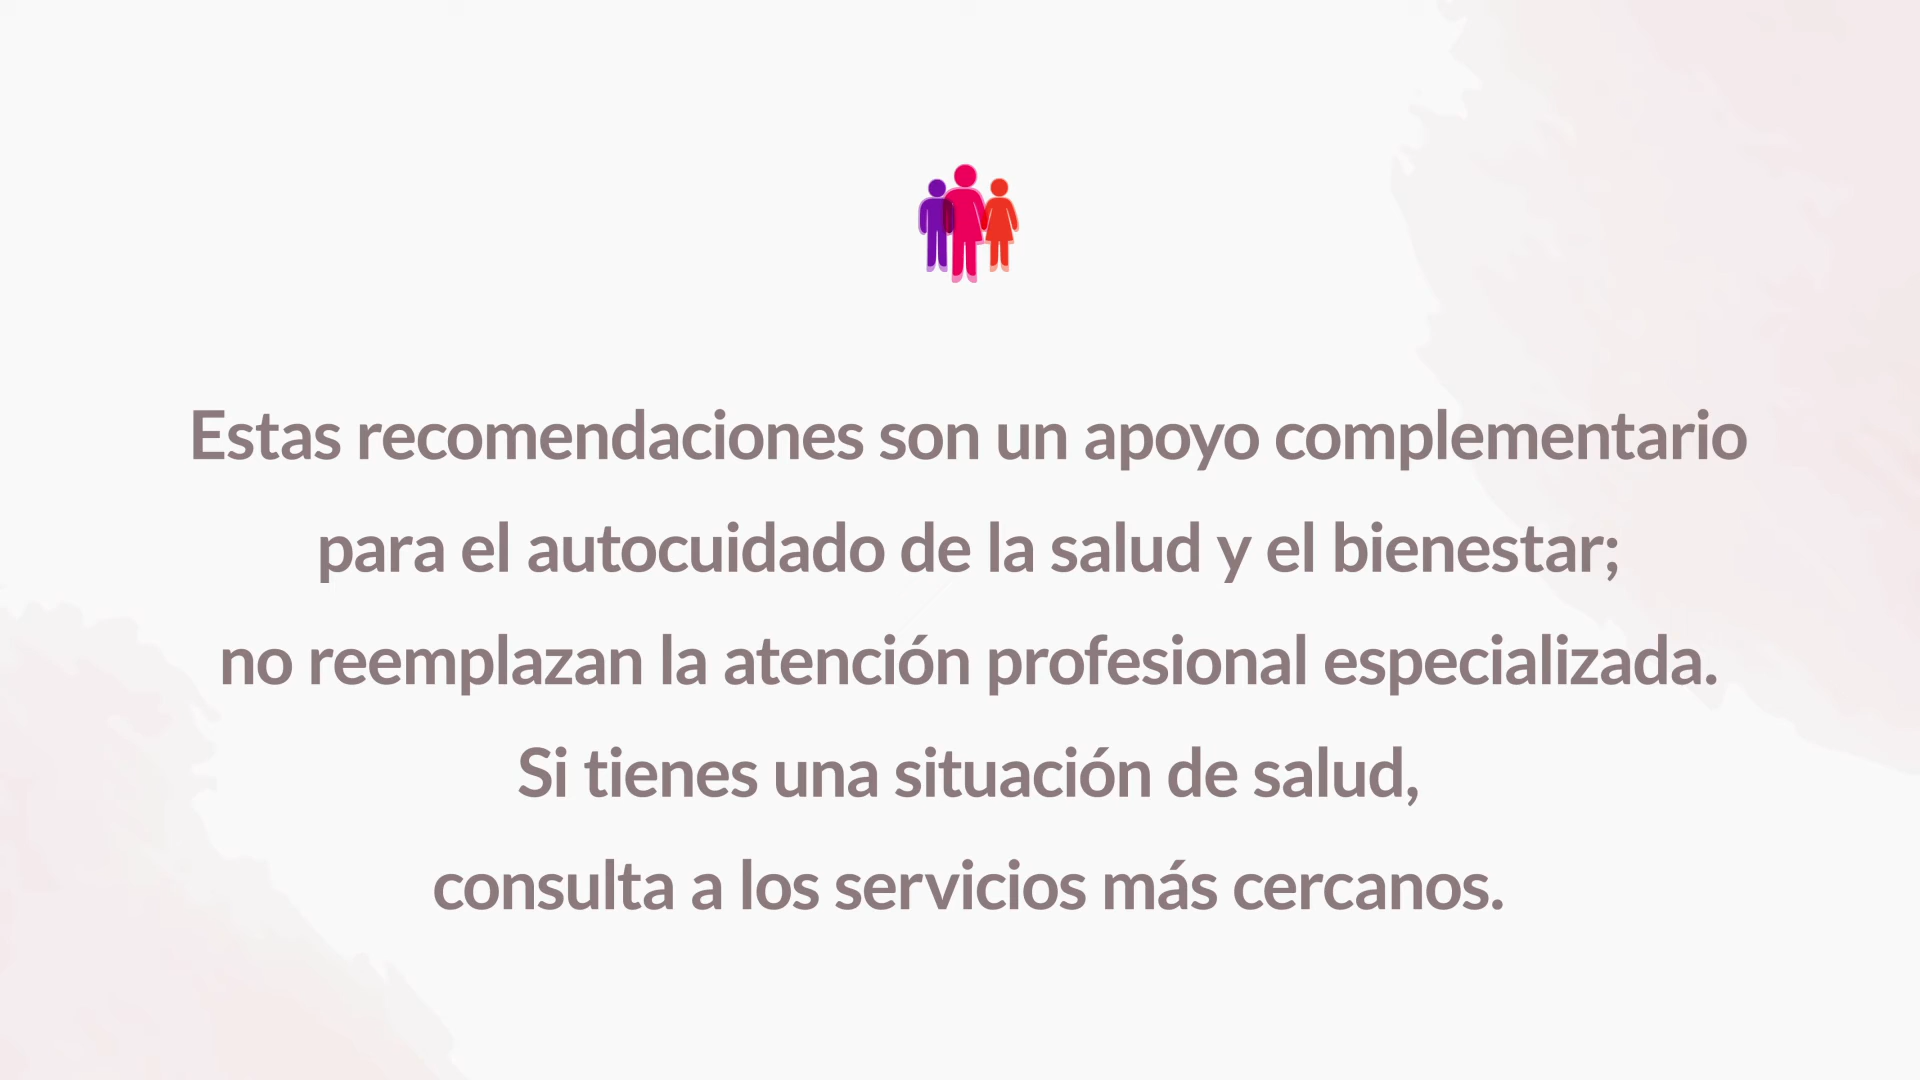 Estas recomendaciones son un apoyo complementario
para el autocuidado de la salud y el bienestar;
no reemplazan la atención profesional especializada.
Si tienes una situación de salud,
consulta a los servicios más cercanos.